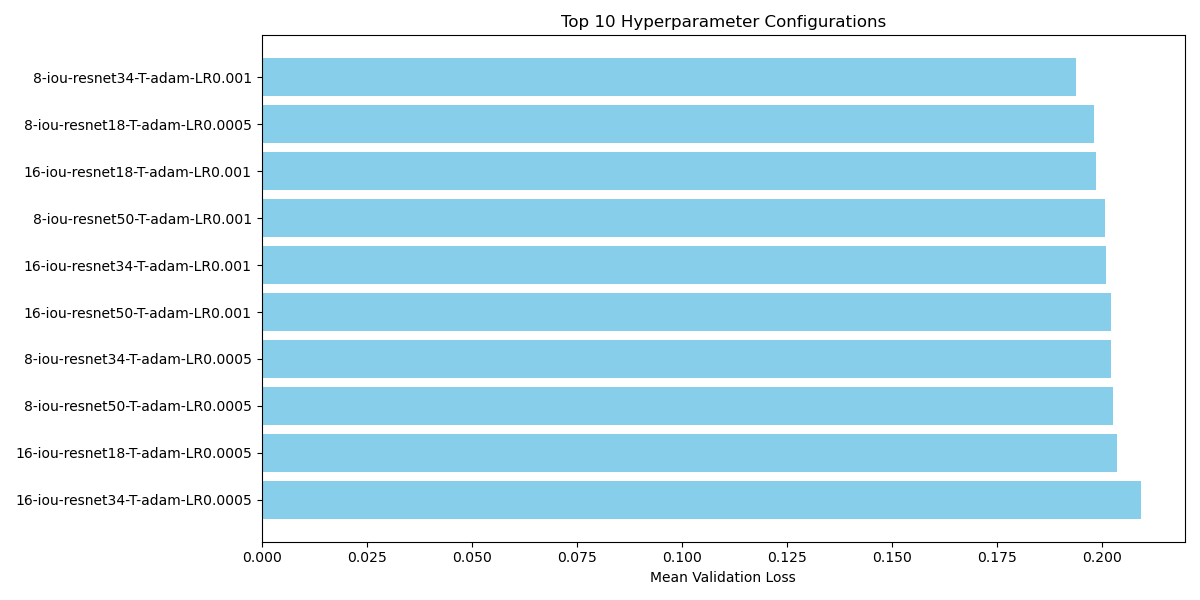 Top 10 Hyperparameter Configurations
8-iou-resnet34-T-adam-LR0.001
8-iou-resnet18-T-adam-LR0.0005
16-iou-resnet18-T-adam-LR0.001
8-iou-resnet50-T-adam-LR0.001
16-iou-resnet34-T-adam-LR0.001
16-iou-resnet50-T-adam-LR0.001
8-iou-resnet34-T-adam-LR0.0005
8-iou-resnet50-T-adam-LR0.0005
16-iou-resnet18-T-adam-LR0.0005
16-iou-resnet34-T-adam-LR0.0005
0.000 0.025 0.050 0.075 0.100 0.125 0.150 0.175 0.200
Mean Validation Loss